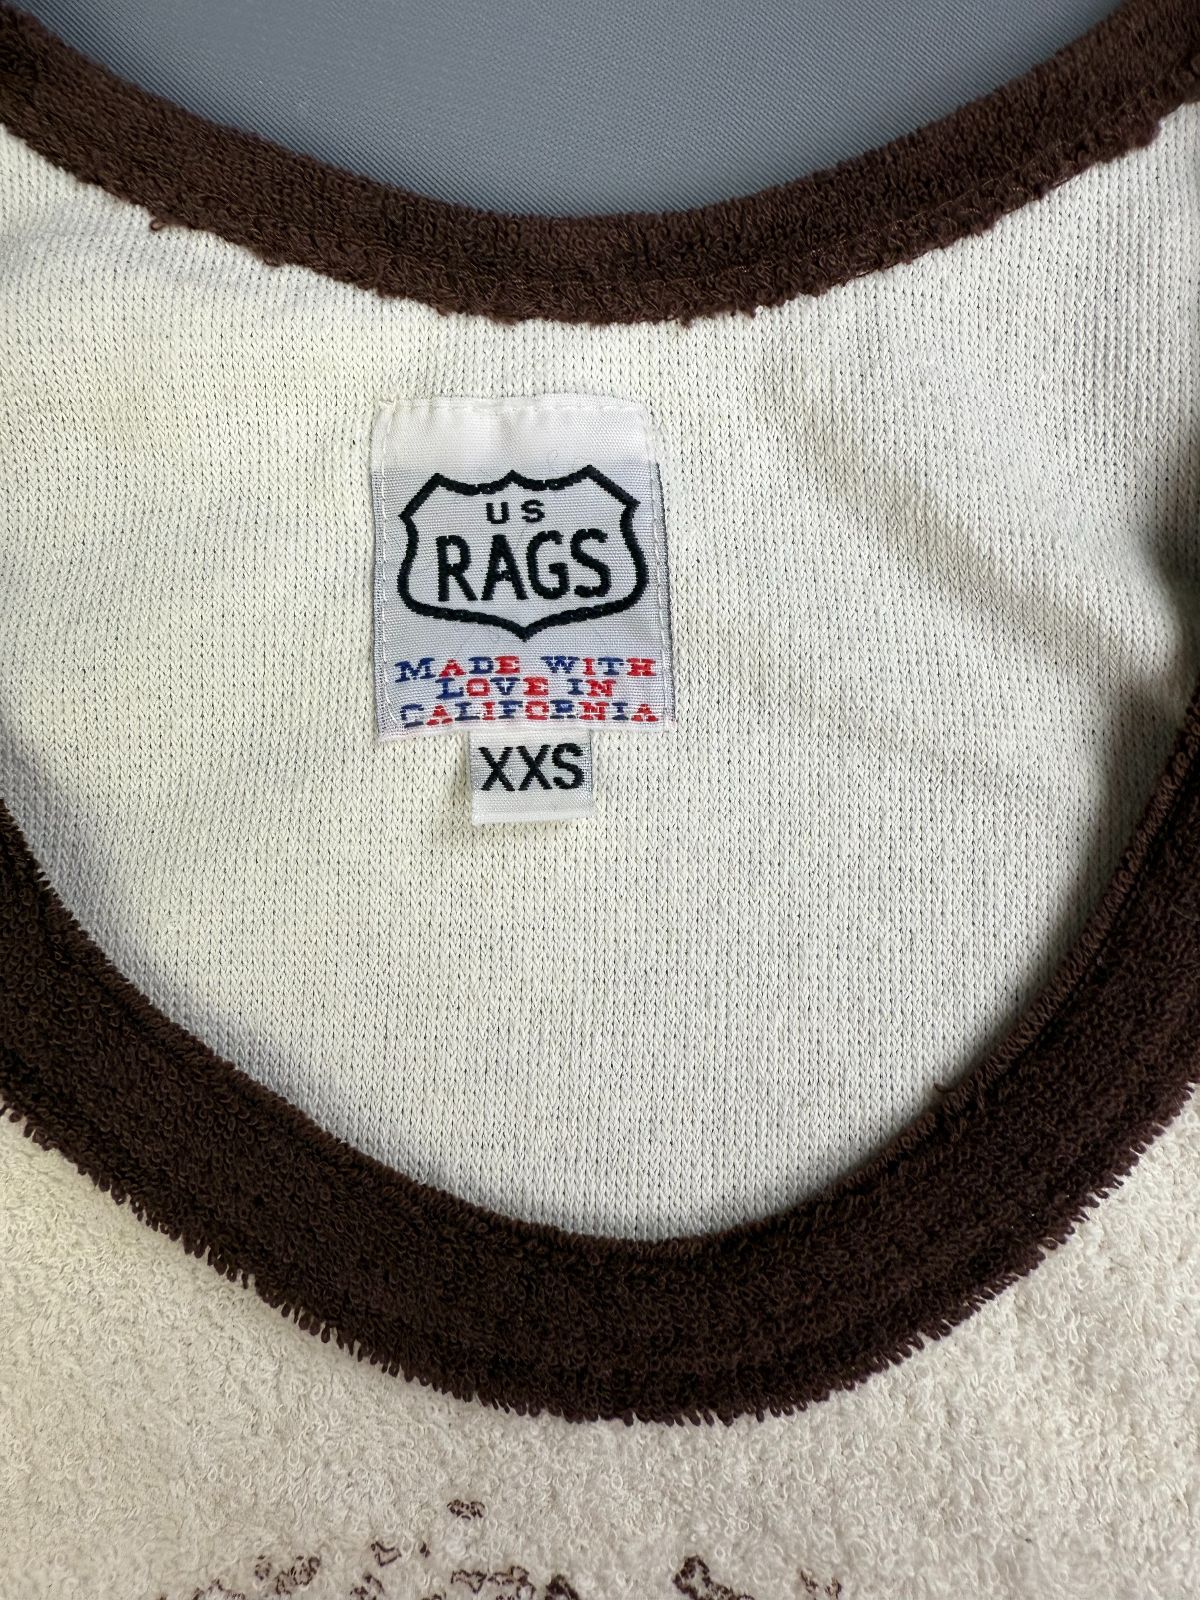 US
RAGS
MADE WITH
LOVE IN
CALIFORNIA
XXS